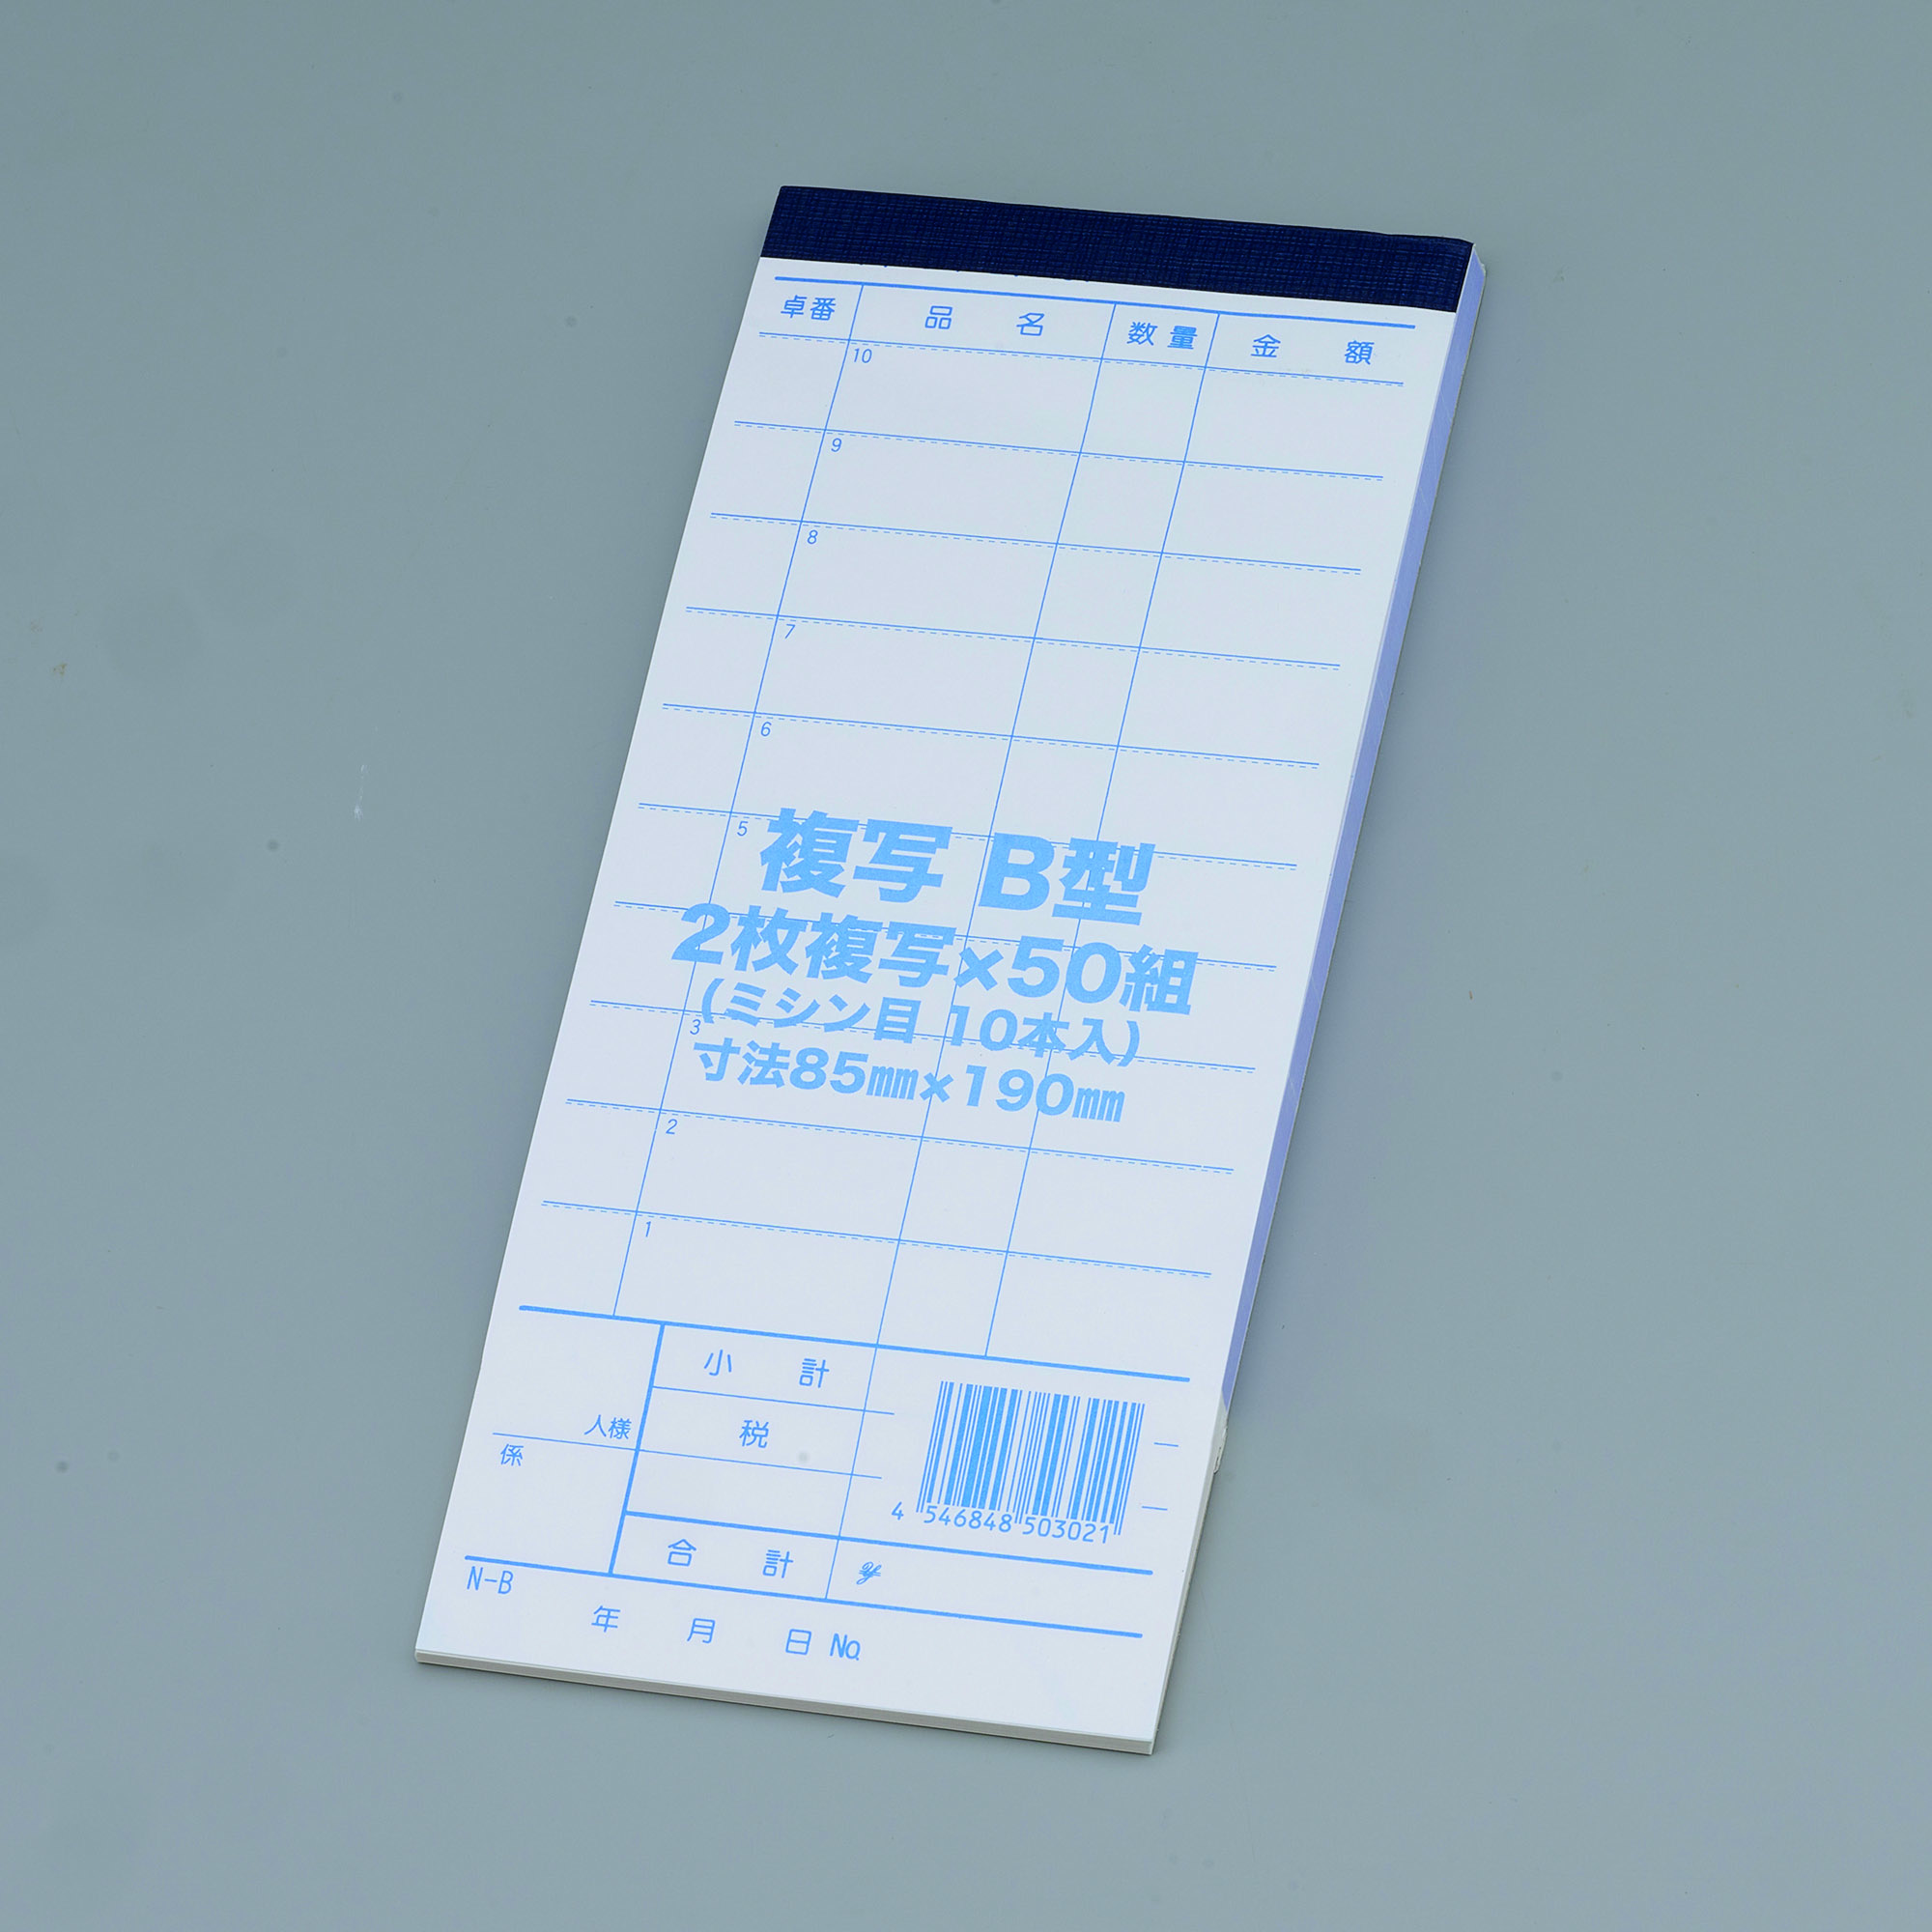 卓番 品名 数量 金額
10
9
8
7
6
5
複写 B型
2枚複写×50組
(ミシン目 10本入)
3
寸法85㎜×190㎜
2
1
小計
人様
税
係
4 546848 503021
合計 ¥
N-B
年 月 日 No.